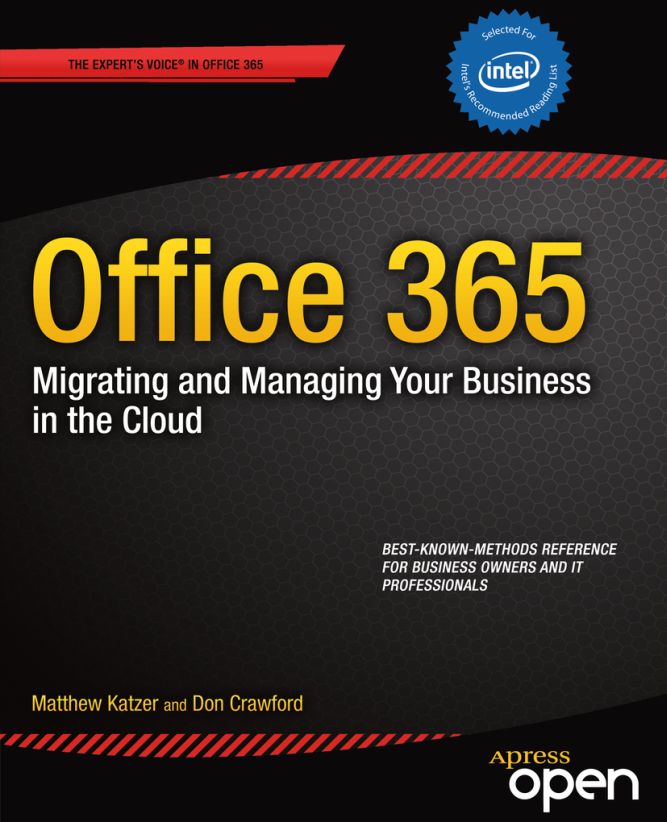 THE EXPERT'S VOICE® IN OFFICE 365
Selected For
intel
Intel's Recommended Reading List
Office 365
Migrating and Managing Your Business
in the Cloud
BEST-KNOWN-METHODS REFERENCE
FOR BUSINESS OWNERS AND IT
PROFESSIONALS
Matthew Katzer and Don Crawford
Apress
open